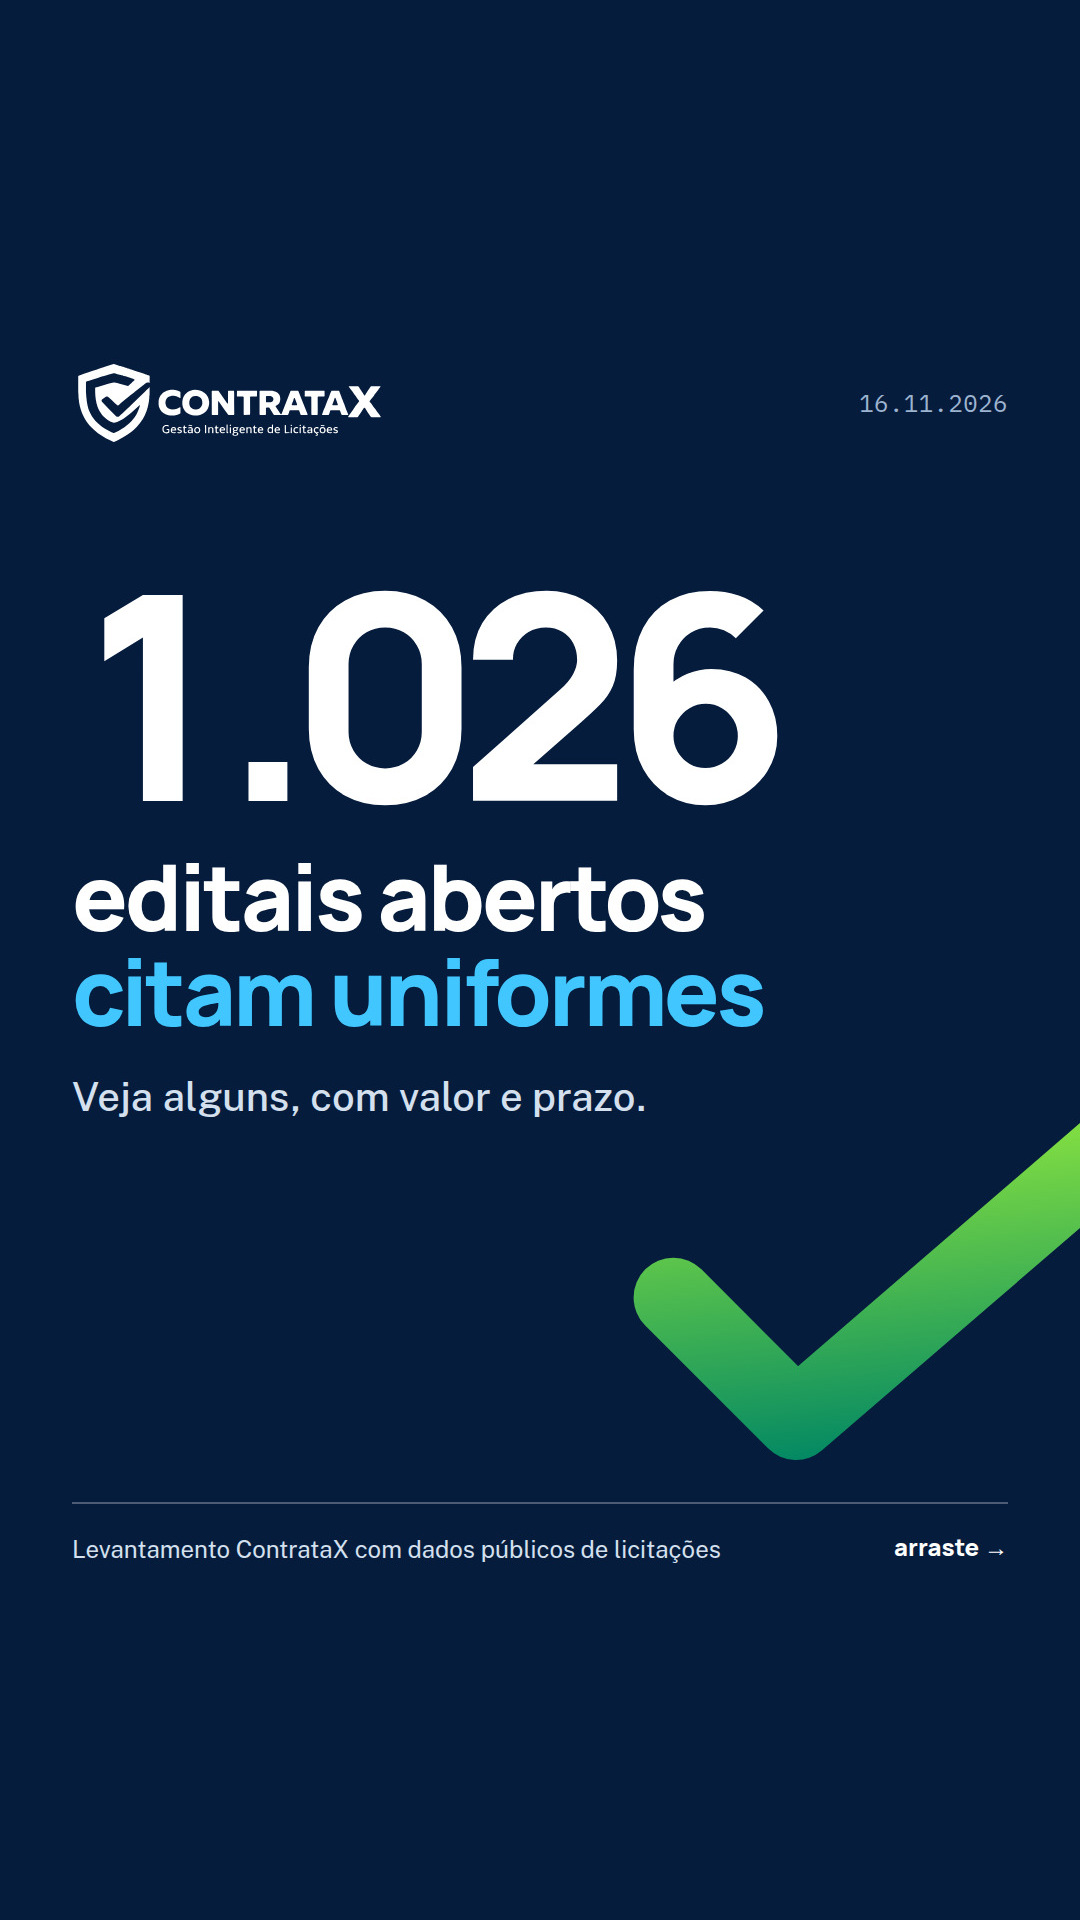 CONTRATAX
Gestão Inteligente de Licitações
16.11.2026
1.026
editais abertos
citam uniformes
Veja alguns, com valor e prazo.
Levantamento ContrataX com dados públicos de licitações
arraste →